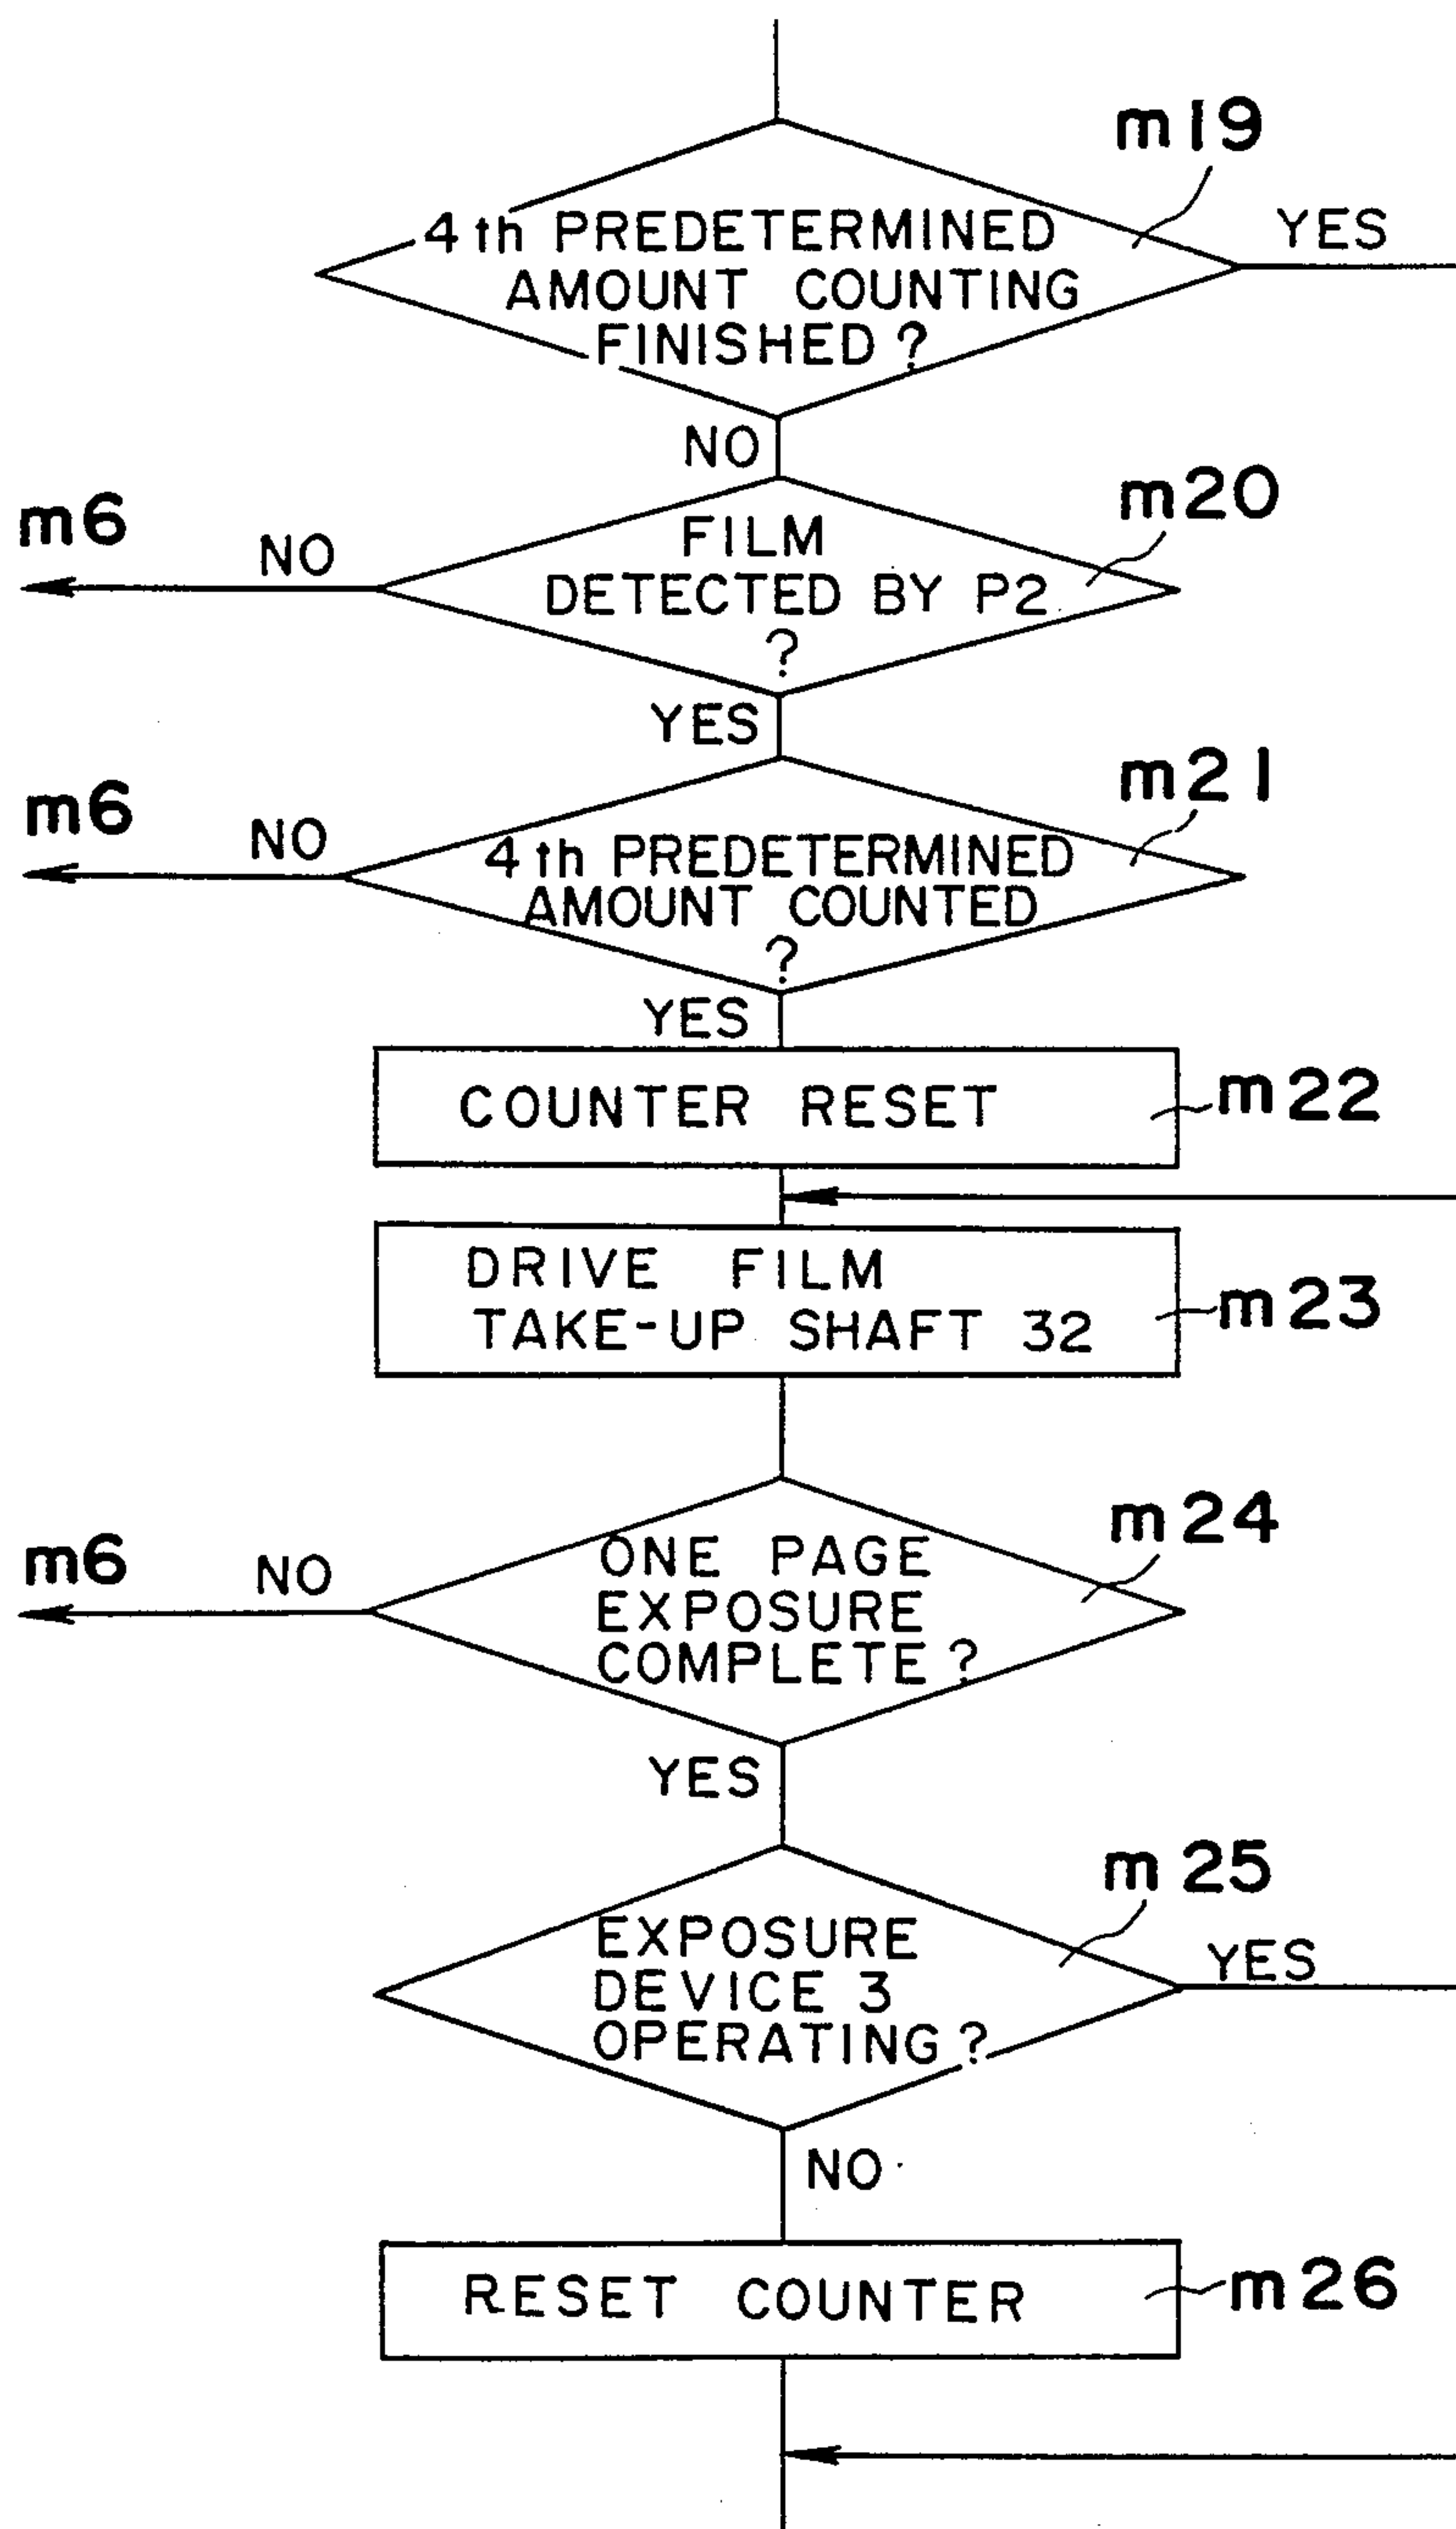 m19
4th PREDETERMINED
YES
AMOUNT COUNTING
FINISHED ?
NO
m20
m6
NO
FILM
DETECTED BY P2
?
YES
m21
m6
NO
4th PREDETERMINED
AMOUNT COUNTED
?
YES
COUNTER RESET
m22
DRIVE FILM
TAKE-UP SHAFT 32
m23
m24
m6
NO
ONE PAGE
EXPOSURE
COMPLETE ?
YES
m25
EXPOSURE
YES
DEVICE 3
OPERATING ?
NO
RESET COUNTER
m26